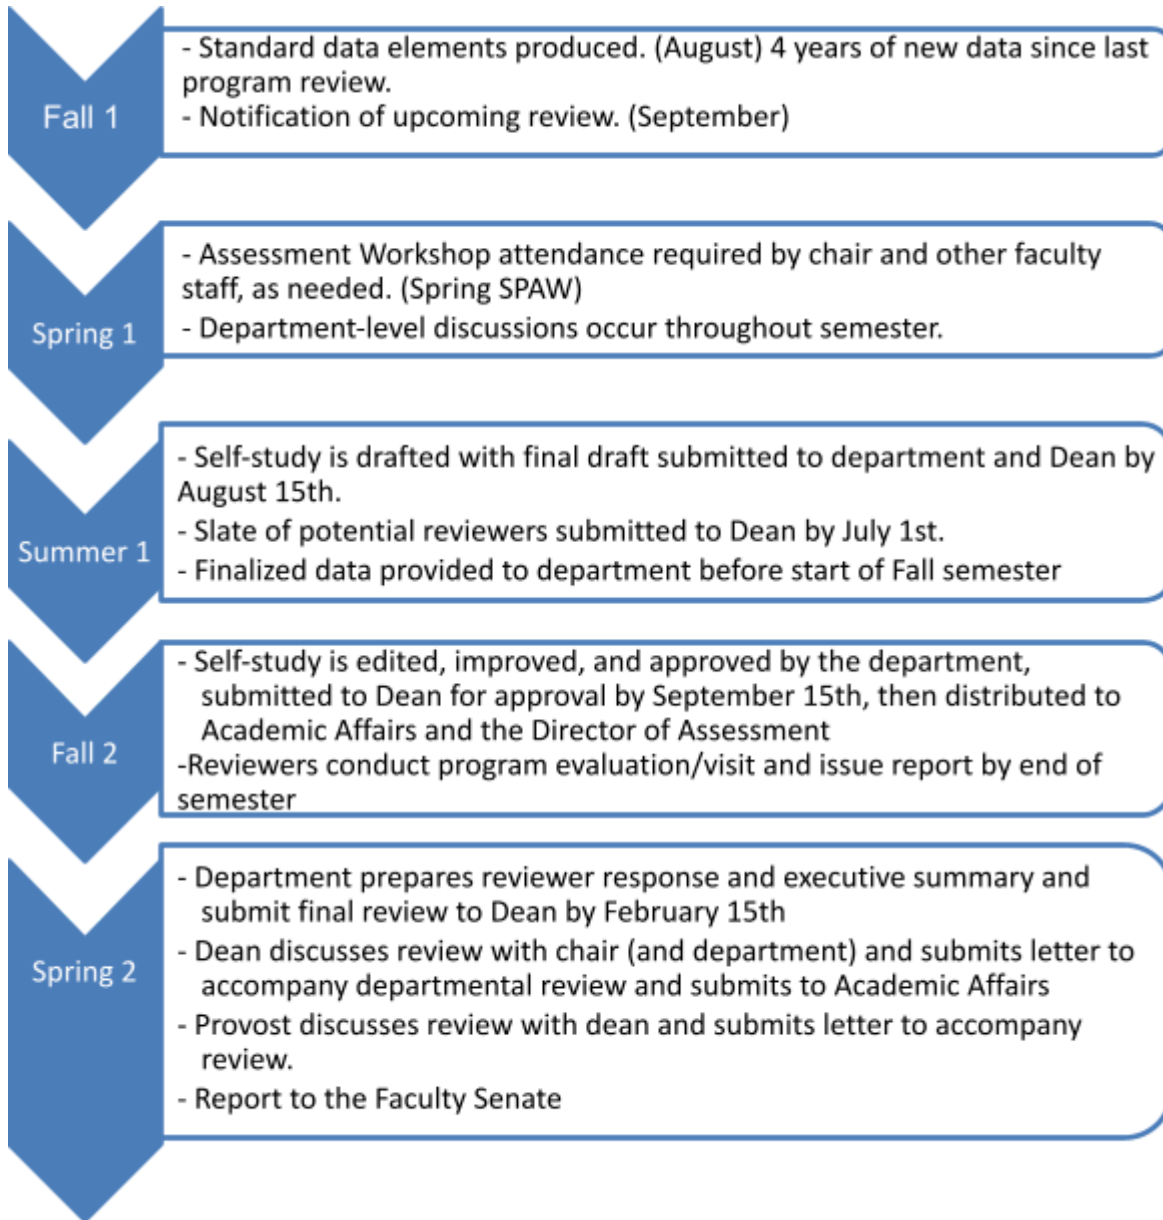 Fall 1
- Standard data elements produced. (August) 4 years of new data since last
program review.
- Notification of upcoming review. (September)
Spring 1
- Assessment Workshop attendance required by chair and other faculty
staff, as needed. (Spring SPAW)
- Department-level discussions occur throughout semester.
Summer 1
- Self-study is drafted with final draft submitted to department and Dean by
August 15th.
- Slate of potential reviewers submitted to Dean by July 1st.
- Finalized data provided to department before start of Fall semester
Fall 2
- Self-study is edited, improved, and approved by the department,
submitted to Dean for approval by September 15th, then distributed to
Academic Affairs and the Director of Assessment
-Reviewers conduct program evaluation/visit and issue report by end of
semester
Spring 2
- Department prepares reviewer response and executive summary and
submit final review to Dean by February 15th
- Dean discusses review with chair (and department) and submits letter to
accompany departmental review and submits to Academic Affairs
- Provost discusses review with dean and submits letter to accompany
review.
- Report to the Faculty Senate